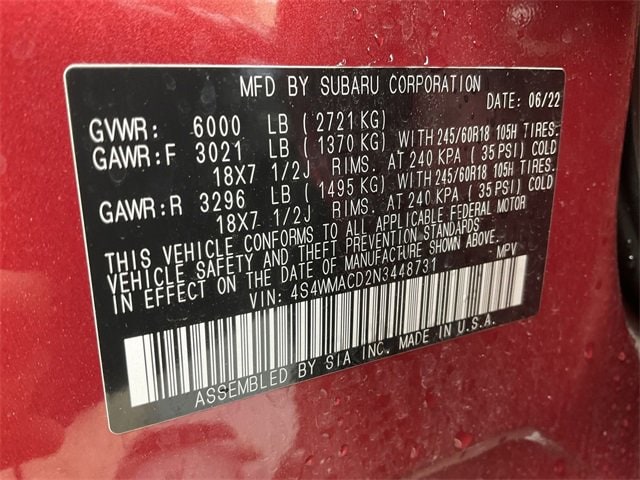 MFD BY SUBARU CORPORATION
DATE: 06/22
GVWR: 6000 LB ( 2721 KG)
GAWR:F 3021 LB ( 1370 KG) WITH 245/60R18 105H TIRES.
18X7 1/2J RIMS. AT 240 KPA ( 35 PSI) COLD
GAWR:R 3296 LB ( 1495 KG) WITH 245/60R18 105H TIRES.
18X7 1/2J RIMS. AT 240 KPA ( 35 PSI) COLD
THIS VEHICLE CONFORMS TO ALL APPLICABLE FEDERAL MOTOR
VEHICLE SAFETY AND THEFT PREVENTION STANDARDS
IN EFFECT ON THE DATE OF MANUFACTURE SHOWN ABOVE.
VIN: 4S4WMACD2N3448731 MPV
ASSEMBLED BY SIA INC. MADE IN U.S.A.